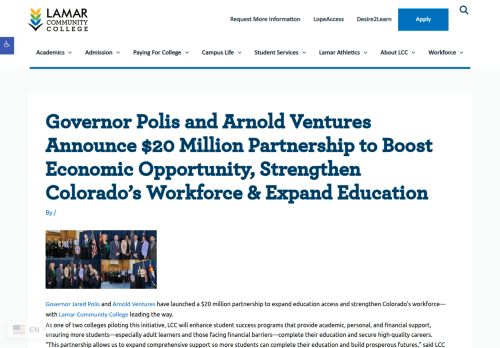 LAMAR
COMMUNITY
COLLEGE
Request More Information LopeAccess Desire2Learn Apply
Academics Admission Paying For College Campus Life Student Services Lamar Athletics About LCC Workforce
Governor Polis and Arnold Ventures
Announce $20 Million Partnership to Boost
Economic Opportunity, Strengthen
Colorado's Workforce & Expand Education
By /
Governor Jared Polis and Arnold Ventures have launched a $20 million partnership to expand education access and strengthen Colorado's workforce—
with Lamar Community College leading the way.
As one of two colleges piloting this initiative, LCC will enhance student success programs that provide academic, personal, and financial support,
ensuring more students—especially adult learners and those facing financial barriers—complete their education and secure high-quality careers.
"This partnership allows us to expand comprehensive support so more students can complete their education and build prosperous futures," said LCC
EN